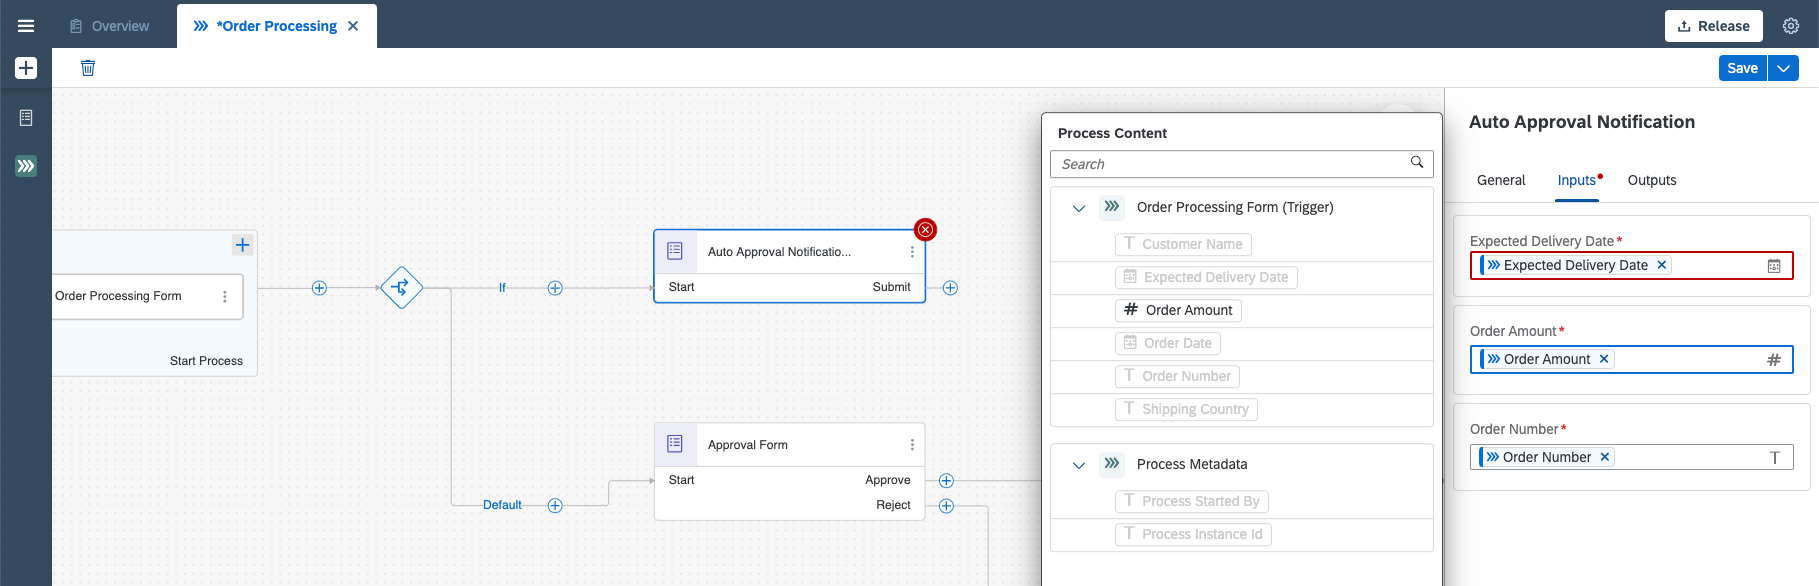 Overview
*Order Processing
Release
Save
Order Processing Form
Start Process
If
Default
Auto Approval Notificatio...
Start
Submit
Approval Form
Start
Approve
Reject
Process Content
Search
Order Processing Form (Trigger)
T Customer Name
Expected Delivery Date
# Order Amount
Order Date
T Order Number
T Shipping Country
Process Metadata
T Process Started By
T Process Instance Id
Auto Approval Notification
General
Inputs
Outputs
Expected Delivery Date*
Expected Delivery Date
Order Amount*
Order Amount #
Order Number*
Order Number T